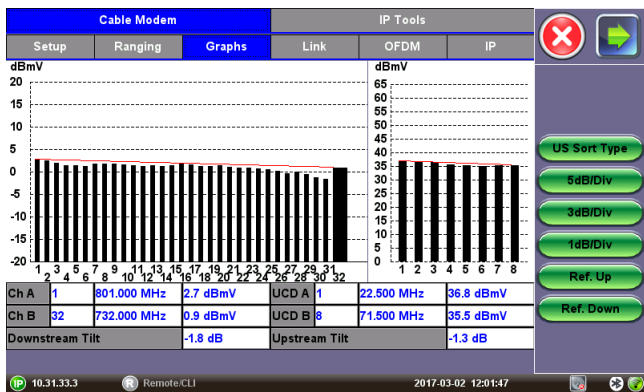 Cable Modem IP Tools
Setup Ranging Graphs Link OFDM IP
dBmV dBmV
20
15
10
5
0
-5
-10
-15
-20
65
60
55
50
45
40
35
30
25
20
15
10
5
0
1 2 3 4 5 6 7 8 9 10 11 12 13 14 15 16 17 18 19 20 21 22 23 24 25 26 27 28 29 30 31 32
1 2 3 4 5 6 7 8
Ch A 1 801.000 MHz 2.7 dBmV UCD A 1 22.500 MHz 36.8 dBmV
Ch B 32 732.000 MHz 0.9 dBmV UCD B 8 71.500 MHz 35.5 dBmV
Downstream Tilt -1.8 dB Upstream Tilt -1.3 dB
US Sort Type
5dB/Div
3dB/Div
1dB/Div
Ref. Up
Ref. Down
IP 10.31.33.3 R Remote/CLI 2017-03-02 12:01:47